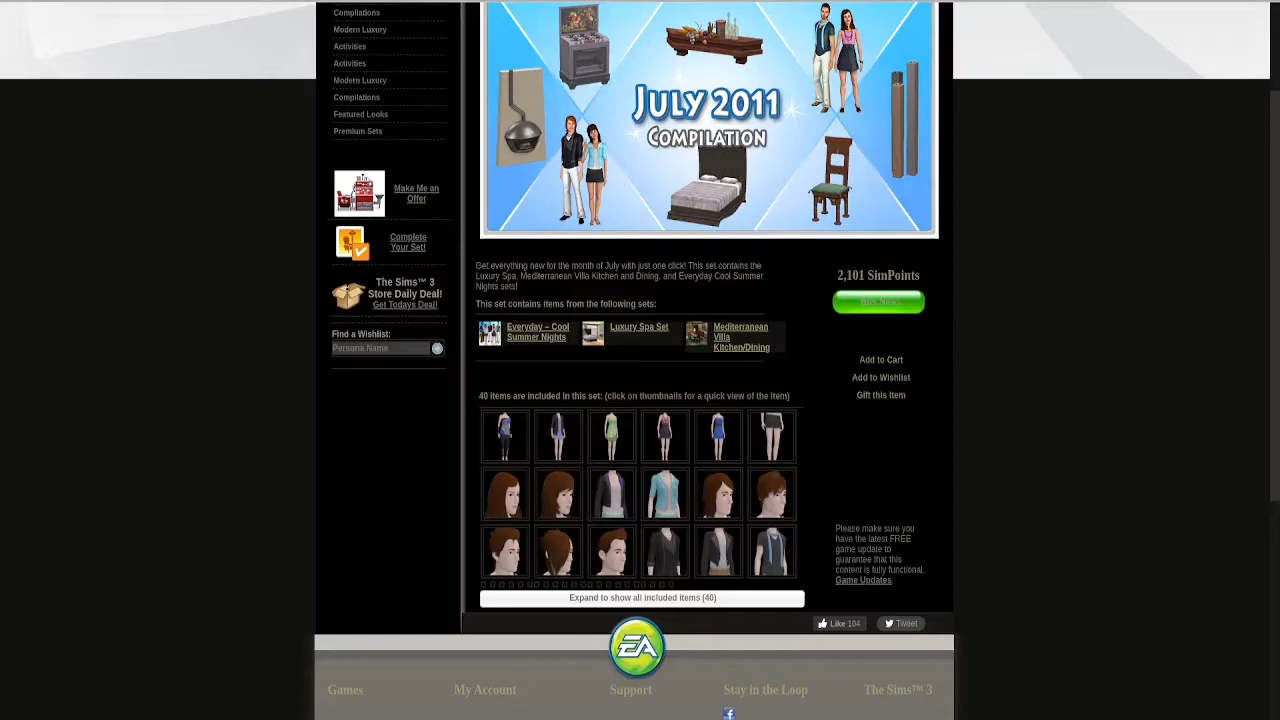 Compilations
Modern Luxury
Activities
Activities
Modern Luxury
Compilations
Featured Looks
Premium Sets
Make Me an
Offer
Complete
Your Set!
The Sims™ 3
Store Daily Deal!
Get Todays Deal!
Find a Wishlist:
Persona Name
JULY 2011
COMPILATION
Get everything new for the month of July with just one click! This set contains the
Luxury Spa, Mediterranean Villa Kitchen and Dining, and Everyday Cool Summer
Nights sets!
This set contains items from the following sets:
Everyday – Cool
Summer Nights
Luxury Spa Set
Mediterranean
Villa
Kitchen/Dining
40 items are included in this set: (click on thumbnails for a quick view of the item)
Expand to show all included items (40)
2,101 SimPoints
Buy Now!
Add to Cart
Add to Wishlist
Gift this Item
Please make sure you
have the latest FREE
game update to
guarantee that this
content is fully functional.
Game Updates.
Like 104
Tweet
EA
Games
My Account
Support
Stay in the Loop
The Sims™ 3